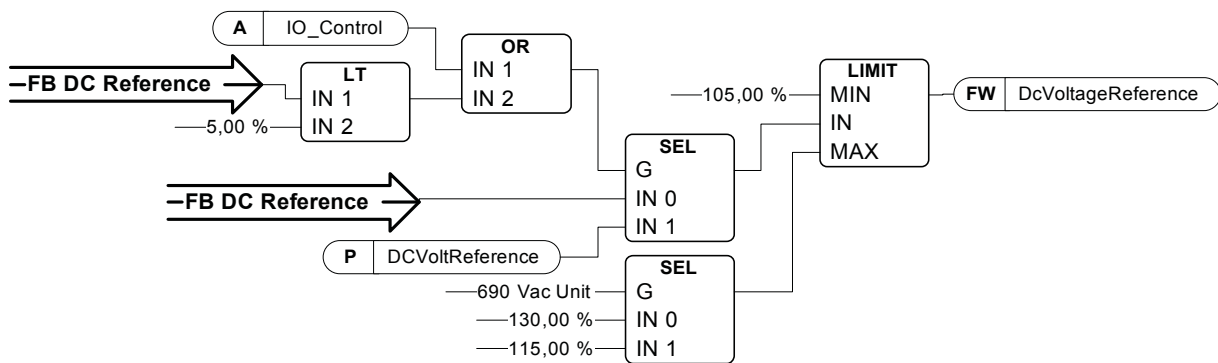 A IO_Control
FB DC Reference
LT
IN 1
5,00 % IN 2
OR
IN 1
IN 2
FB DC Reference
P DCVoltReference
SEL
G
IN 0
IN 1
SEL
690 Vac Unit G
130,00 % IN 0
115,00 % IN 1
LIMIT
105,00 % MIN
IN
MAX
FW DcVoltageReference